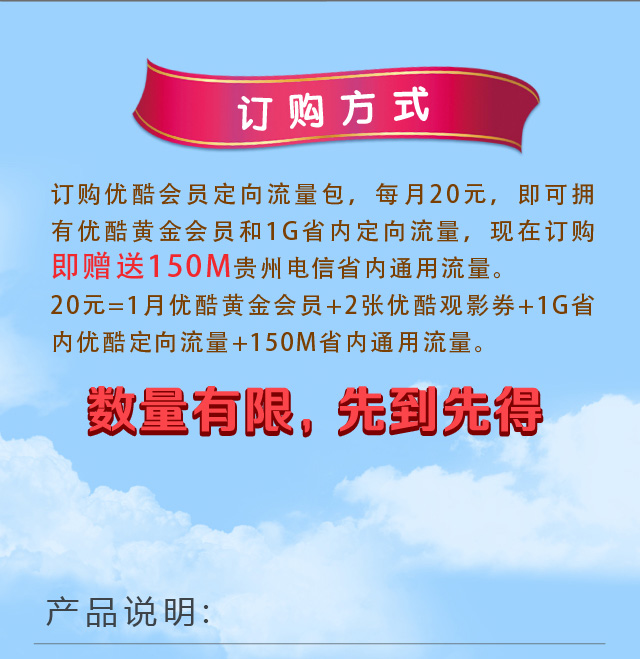 订购方式
订购优酷会员定向流量包，每月20元，即可拥
有优酷黄金会员和1G省内定向流量，现在订购
即赠送150M贵州电信省内通用流量。
20元=1月优酷黄金会员+2张优酷观影券+1G省
内优酷定向流量+150M省内通用流量。
数量有限，先到先得
产品说明: